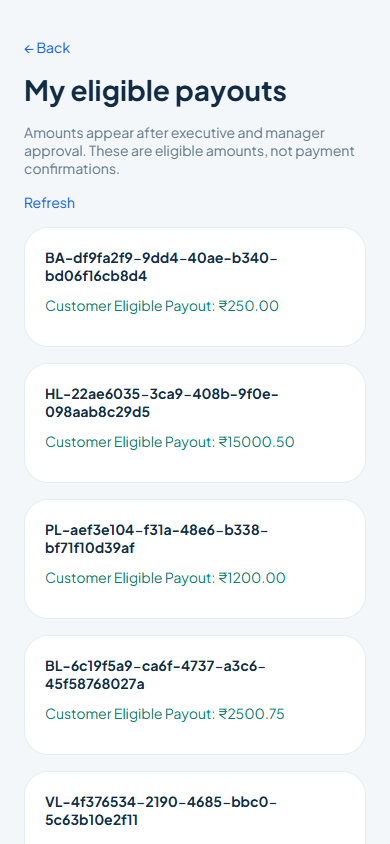 ← Back
My eligible payouts
Amounts appear after executive and manager
approval. These are eligible amounts, not payment
confirmations.
Refresh
BA-df9fa2f9-9dd4-40ae-b340-
bd06f16cb8d4
Customer Eligible Payout: ₹250.00
HL-22ae6035-3ca9-408b-9f0e-
098aab8c29d5
Customer Eligible Payout: ₹15000.50
PL-aef3e104-f31a-48e6-b338-
bf71f10d39af
Customer Eligible Payout: ₹1200.00
BL-6c19f5a9-ca6f-4737-a3c6-
45f58768027a
Customer Eligible Payout: ₹2500.75
VL-4f376534-2190-4685-bbc0-
5c63b10e2f11